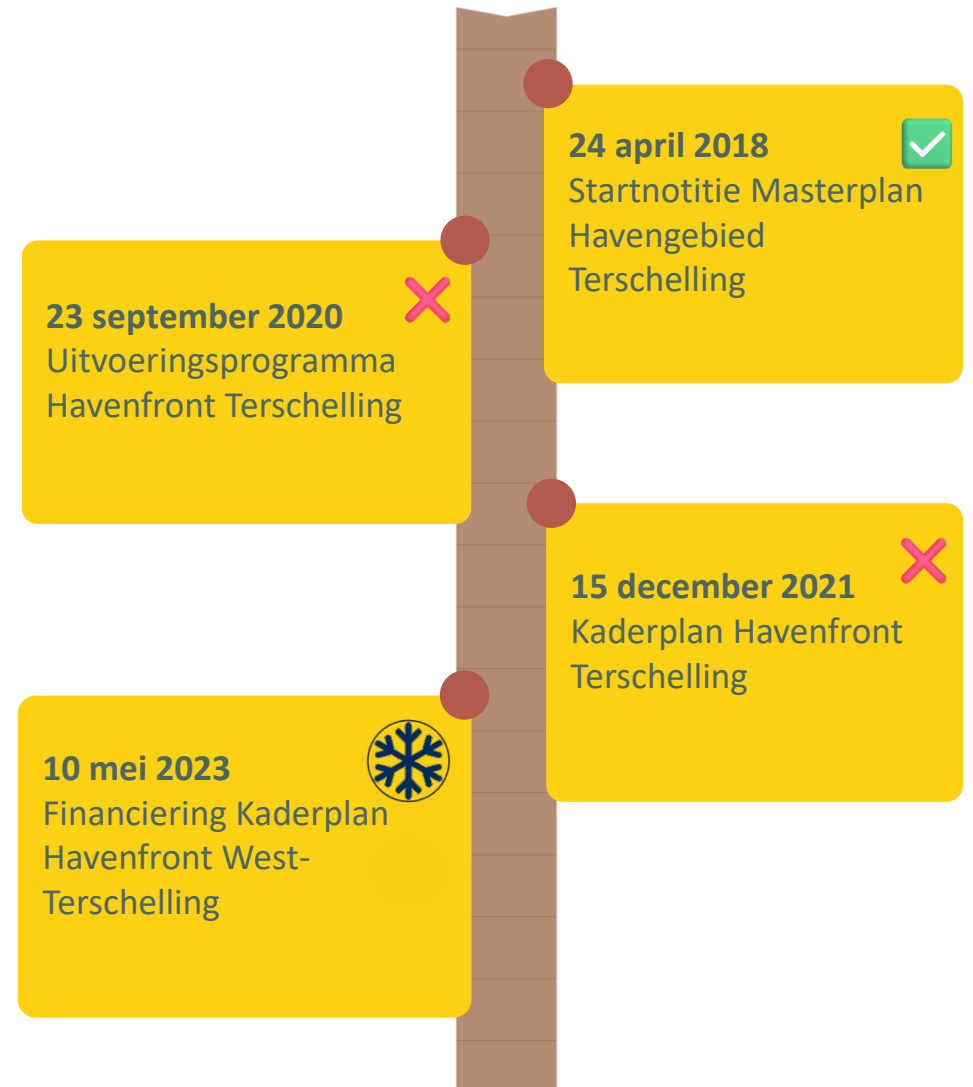 24 april 2018
Startnotitie Masterplan
Havengebied
Terschelling
23 september 2020
Uitvoeringsprogramma
Havenfront Terschelling
15 december 2021
Kaderplan Havenfront
Terschelling
10 mei 2023
Financiering Kaderplan
Havenfront West-
Terschelling